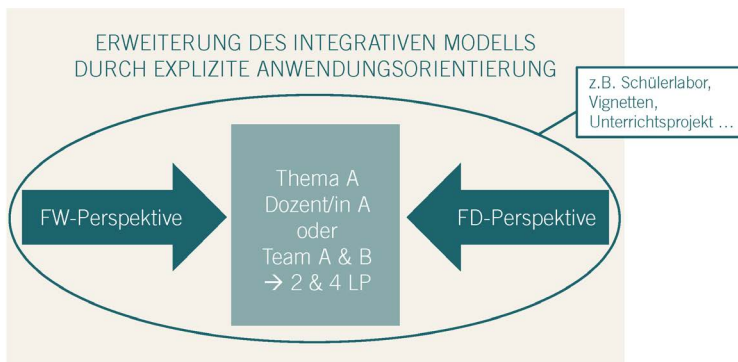 ERWEITERUNG DES INTEGRATIVEN MODELLS
DURCH EXPLIZITE ANWENDUNGSORIENTIERUNG
z.B. Schülerlabor,
Vignetten,
Unterrichtsprojekt ...
FW-Perspektive
Thema A
Dozent/in A
oder
Team A & B
→ 2 & 4 LP
FD-Perspektive